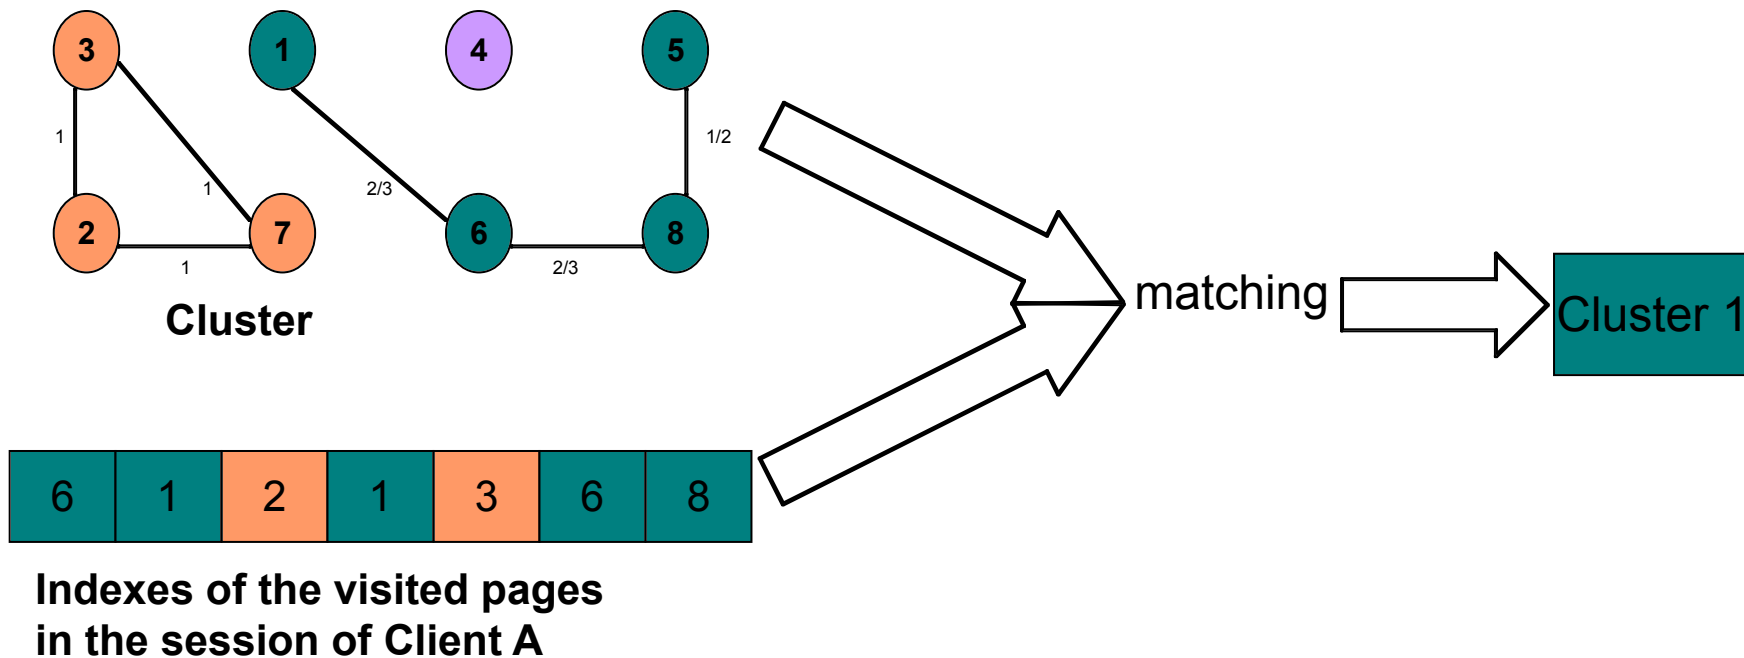 3 1 4 5
1 1 2/3 1/2
2 7 6 8
1 2/3
Cluster
matching
Cluster 1
6 1 2 1 3 6 8
Indexes of the visited pages
in the session of Client A